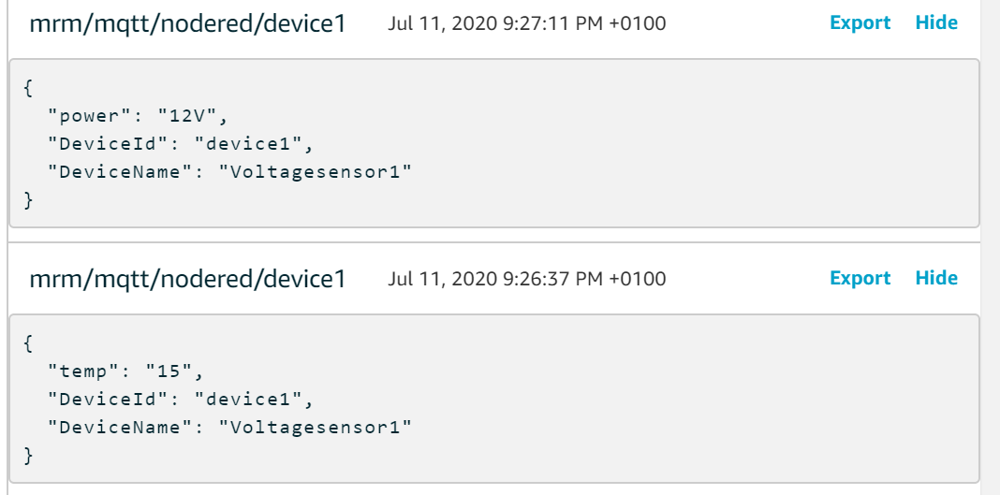 mrm/mqtt/nodered/device1 Jul 11, 2020 9:27:11 PM +0100 Export Hide
{
"power": "12V",
"DeviceId": "device1",
"DeviceName": "Voltagesensor1"
}
mrm/mqtt/nodered/device1 Jul 11, 2020 9:26:37 PM +0100 Export Hide
{
"temp": "15",
"DeviceId": "device1",
"DeviceName": "Voltagesensor1"
}